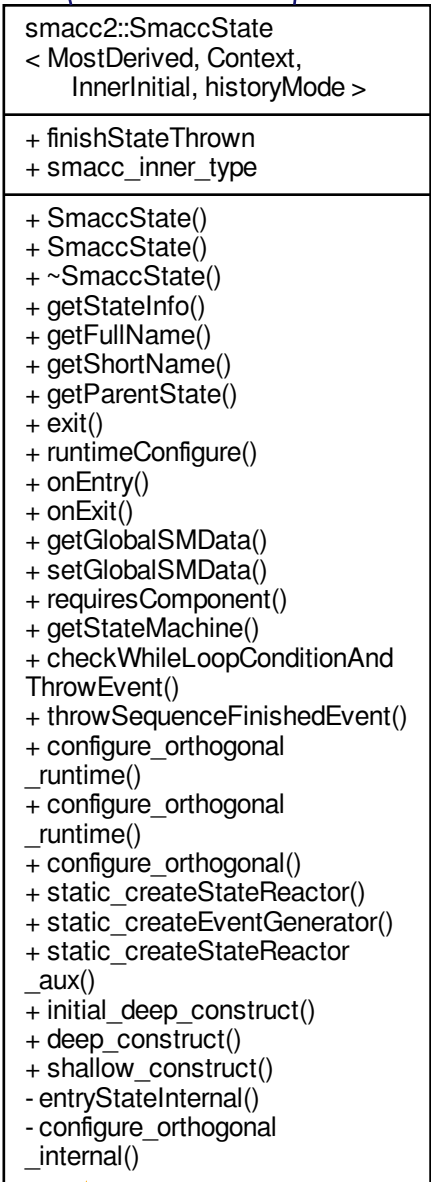 smacc2::SmaccState
< MostDerived, Context,
InnerInitial, historyMode >
+ finishStateThrown
+ smacc_inner_type
+ SmaccState()
+ SmaccState()
+ ~SmaccState()
+ getStateInfo()
+ getFullName()
+ getShortName()
+ getParentState()
+ exit()
+ runtimeConfigure()
+ onEntry()
+ onExit()
+ getGlobalSMData()
+ setGlobalSMData()
+ requiresComponent()
+ getStateMachine()
+ checkWhileLoopConditionAnd
ThrowEvent()
+ throwSequenceFinishedEvent()
+ configure_orthogonal
_runtime()
+ configure_orthogonal
_runtime()
+ configure_orthogonal()
+ static_createStateReactor()
+ static_createEventGenerator()
+ static_createStateReactor
_aux()
+ initial_deep_construct()
+ deep_construct()
+ shallow_construct()
- entryStateInternal()
- configure_orthogonal
_internal()